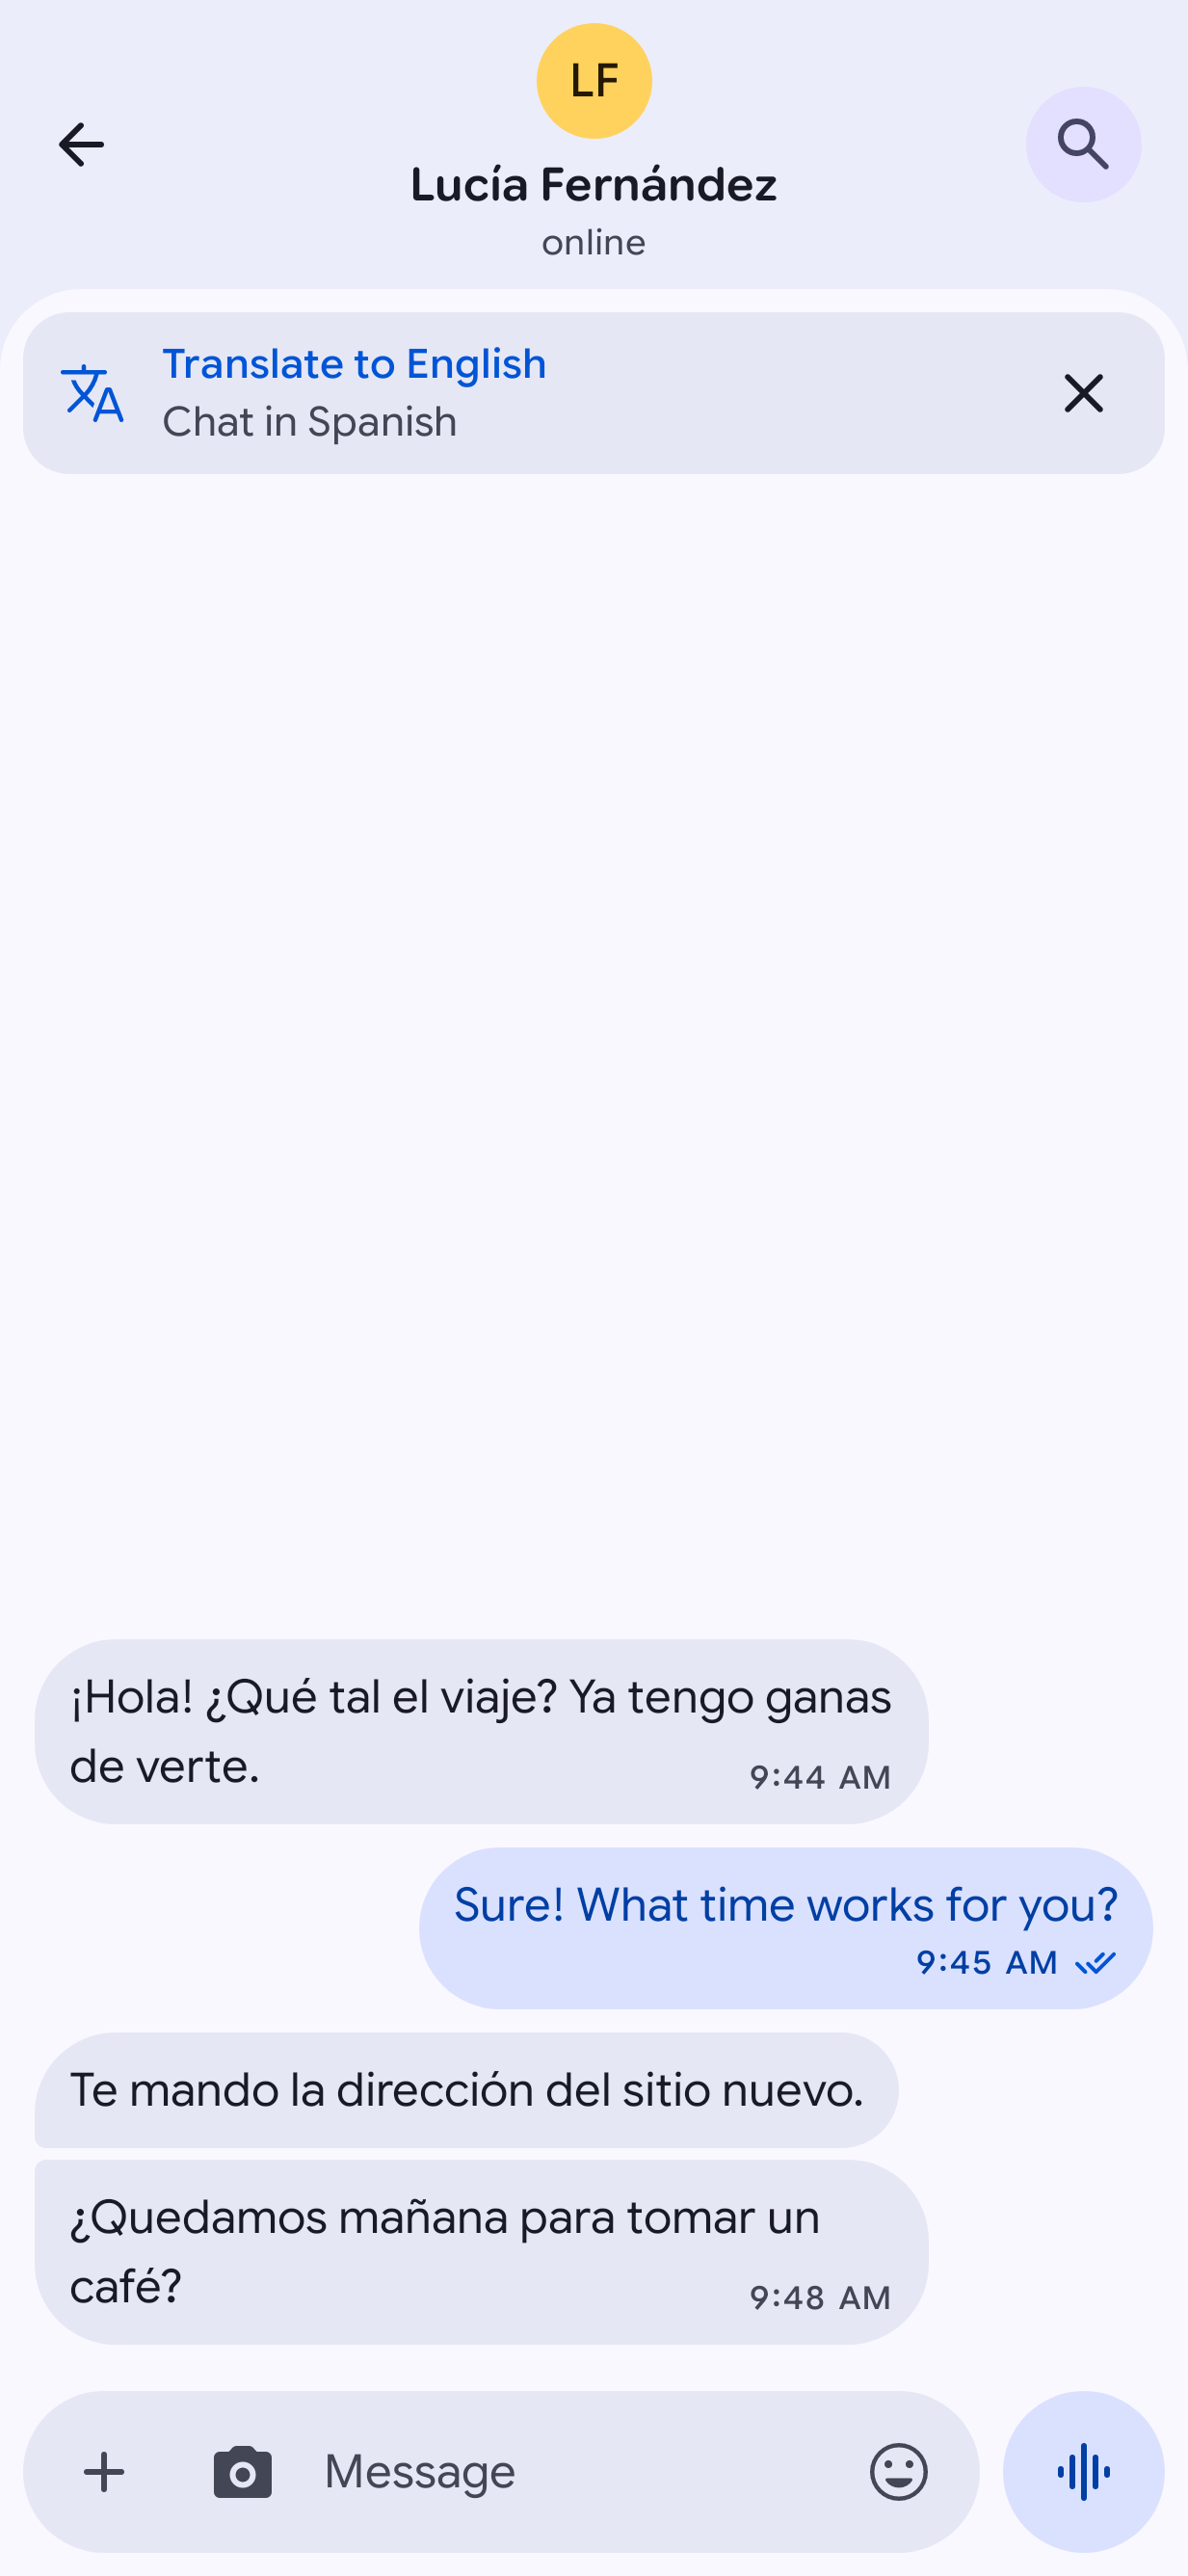 LF
Lucía Fernández
online
Translate to English
Chat in Spanish
¡Hola! ¿Qué tal el viaje? Ya tengo ganas
de verte.
9:44 AM
Sure! What time works for you?
9:45 AM
Te mando la dirección del sitio nuevo.
¿Quedamos mañana para tomar un
café?
9:48 AM
Message